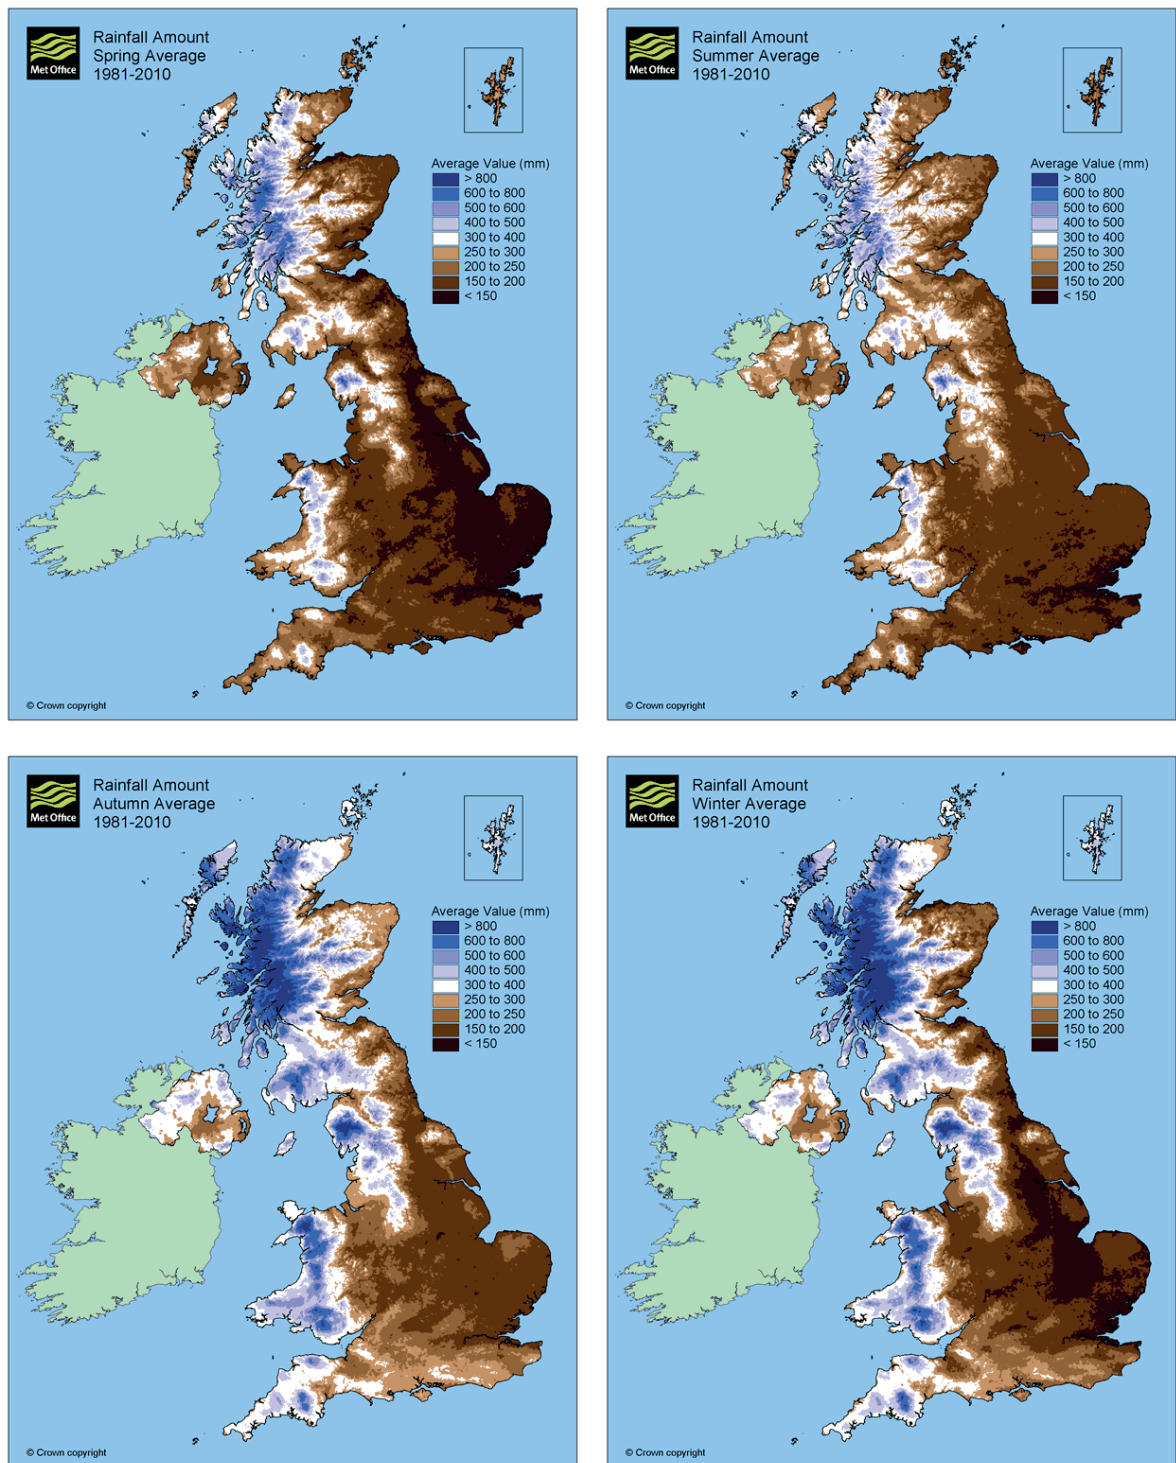 Met Office
Rainfall Amount
Spring Average
1981-2010
Average Value (mm)
> 800
600 to 800
500 to 600
400 to 500
300 to 400
250 to 300
200 to 250
150 to 200
< 150
© Crown copyright
Met Office
Rainfall Amount
Summer Average
1981-2010
Average Value (mm)
> 800
600 to 800
500 to 600
400 to 500
300 to 400
250 to 300
200 to 250
150 to 200
< 150
© Crown copyright
Met Office
Rainfall Amount
Autumn Average
1981-2010
Average Value (mm)
> 800
600 to 800
500 to 600
400 to 500
300 to 400
250 to 300
200 to 250
150 to 200
< 150
© Crown copyright
Met Office
Rainfall Amount
Winter Average
1981-2010
Average Value (mm)
> 800
600 to 800
500 to 600
400 to 500
300 to 400
250 to 300
200 to 250
150 to 200
< 150
© Crown copyright